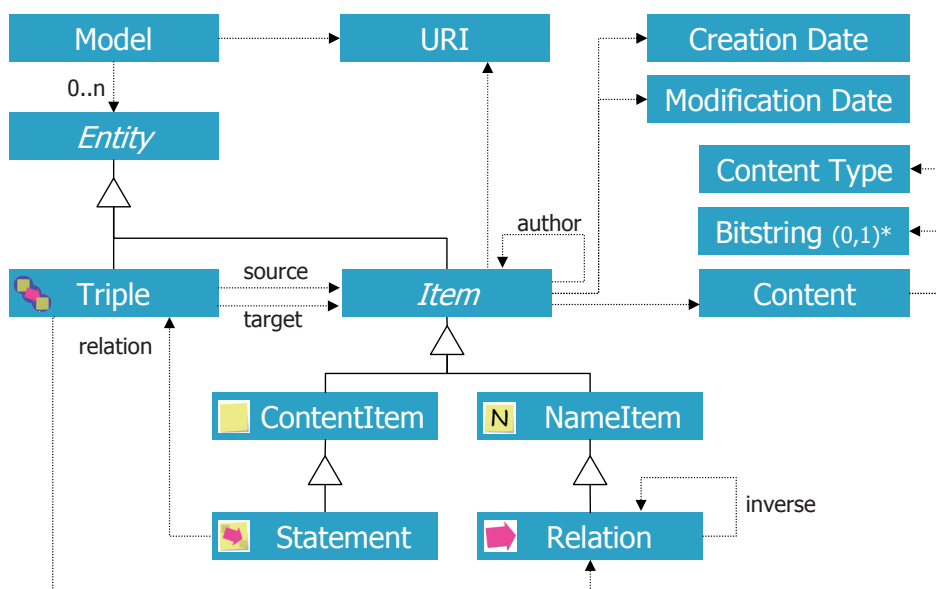 Model
URI
Creation Date
0..n
Modification Date
Entity
Content Type
author
Bitstring (0,1)*
source
Triple
Item
Content
target
relation
ContentItem
N
NameItem
inverse
Statement
Relation